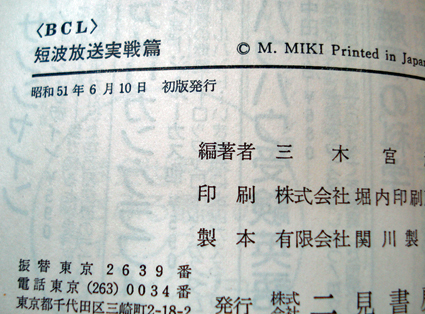 〈BCL〉
短波放送実戦篇
© M. MIKI Printed in Japan
昭和51年6月10日 初版発行
編著者 三木宮
印刷 株式会社 堀内印刷
製本 有限会社 関川製
振替東京 2639番
電話東京(263)0034番
東京都千代田区三崎町2-18-2
発行 株式会社 二見書房